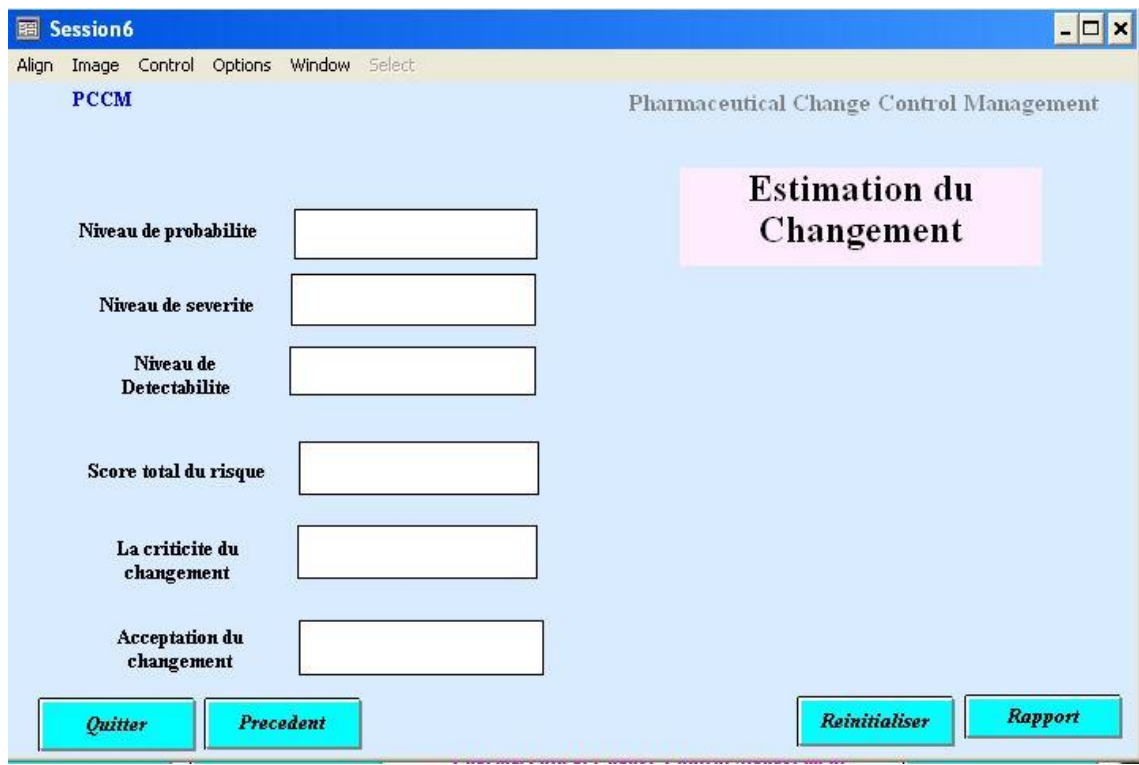 Session6
Align Image Control Options Window Select
PCCM
Pharmaceutical Change Control Management
Estimation du
Changement
Niveau de probabilite
Niveau de severite
Niveau de
Detectabilite
Score total du risque
La criticite du
changement
Acceptation du
changement
Quitter
Precedent
Reinitialiser
Rapport